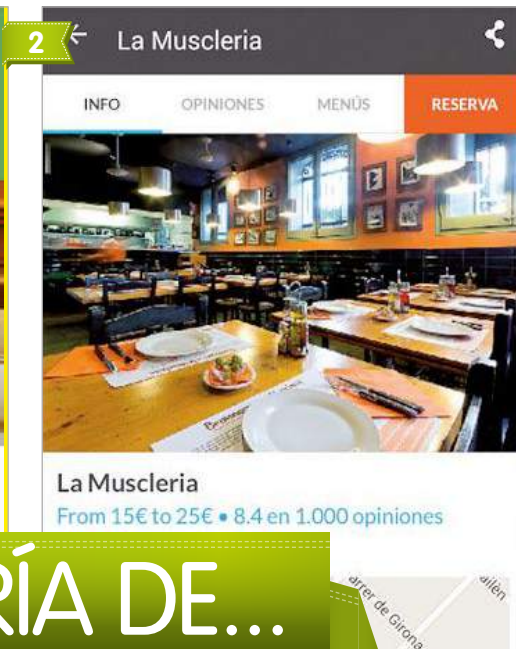 2
La Muscleria
INFO OPINIONES MENÚS RESERVA
La Muscleria
From 15€ to 25€ • 8.4 en 1.000 opiniones
RÍA DE...
arrer de Girona
ailèn